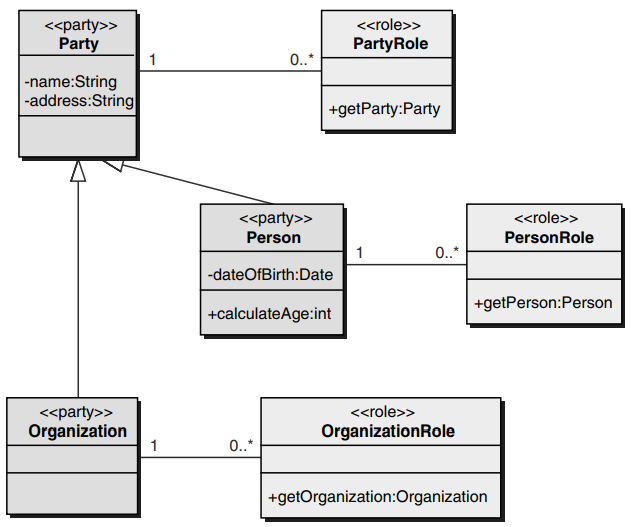 <<party>>
Party
-name:String
-address:String
1
0..*
<<role>>
PartyRole
+getParty:Party
<<party>>
Person
-dateOfBirth:Date
+calculateAge:int
1
0..*
<<role>>
PersonRole
+getPerson:Person
<<party>>
Organization
1
0..*
<<role>>
OrganizationRole
+getOrganization:Organization